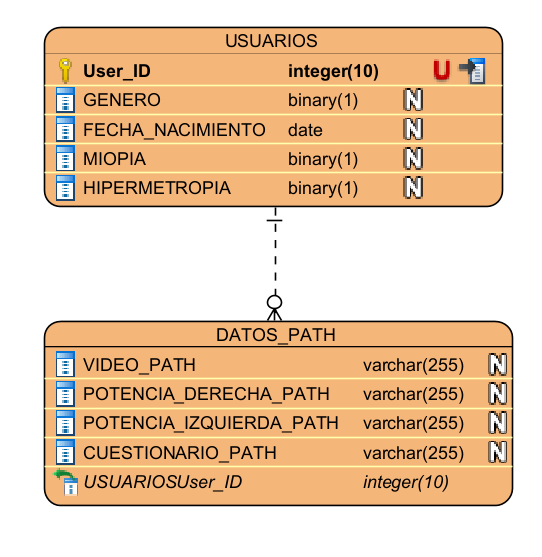 USUARIOS
User_ID integer(10) U
GENERO binary(1) N
FECHA_NACIMIENTO date N
MIOPIA binary(1) N
HIPERMETROPIA binary(1) N
DATOS_PATH
VIDEO_PATH varchar(255) N
POTENCIA_DERECHA_PATH varchar(255) N
POTENCIA_IZQUIERDA_PATH varchar(255) N
CUESTIONARIO_PATH varchar(255) N
USUARIOSUser_ID integer(10)